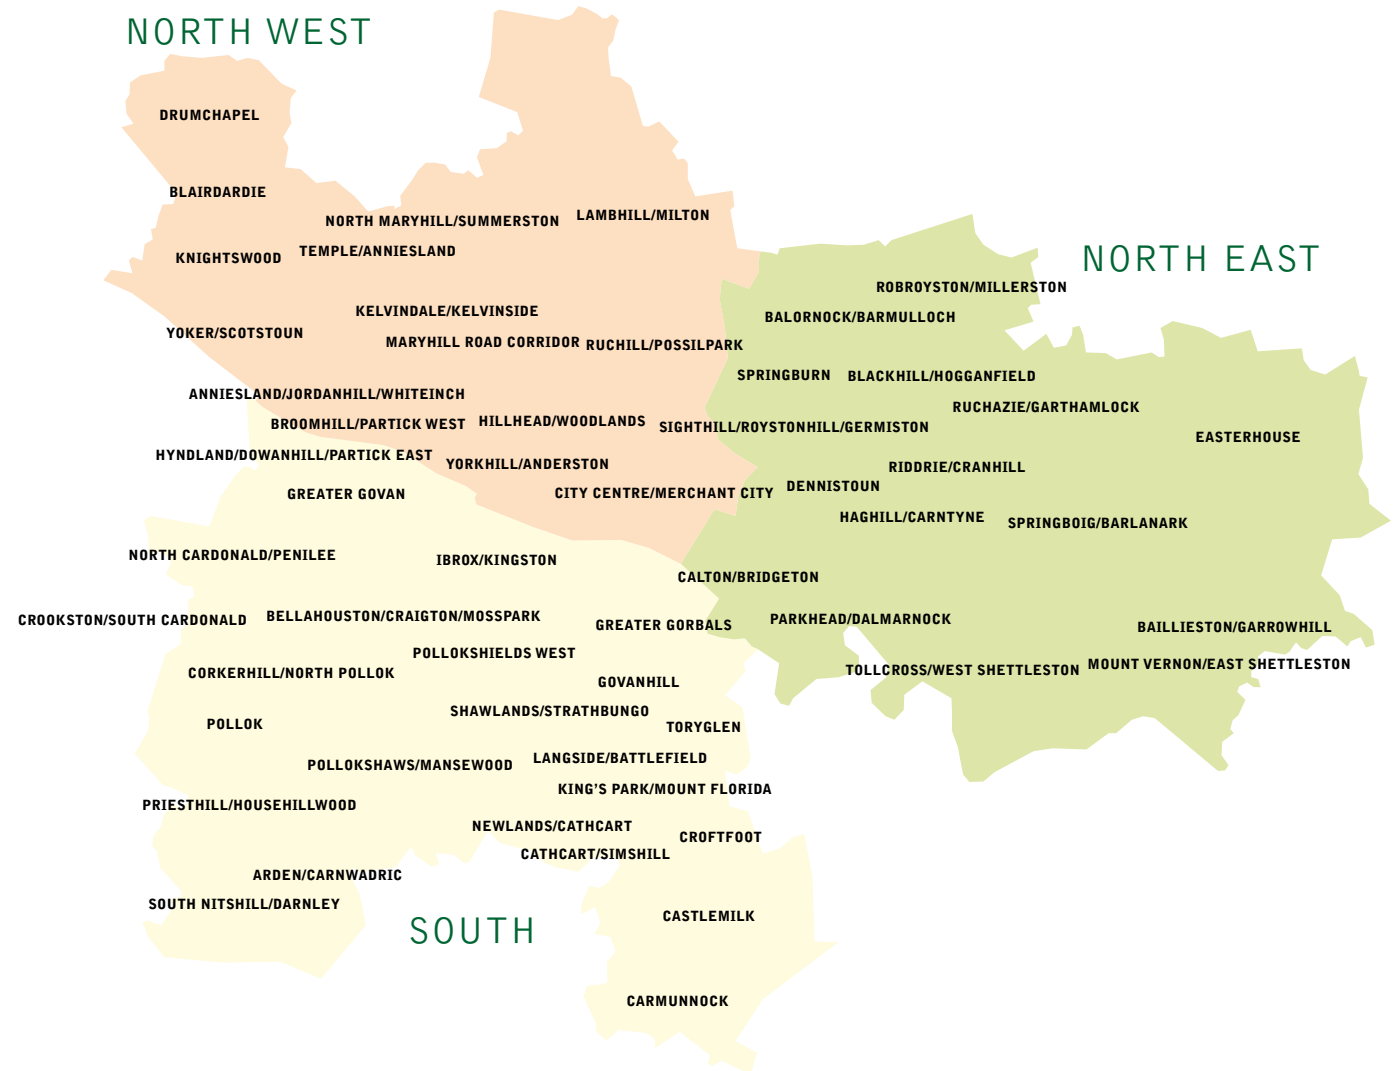 NORTH WEST
DRUMCHAPEL
BLAIRDARDIE
NORTH MARYHILL/SUMMERSTON
LAMBHILL/MILTON
KNIGHTSWOOD
TEMPLE/ANNIESLAND
NORTH EAST
ROBROYSTON/MILLERSTON
KELVINDALE/KELVINSIDE
BALORNOCK/BARMULLOCH
YOKER/SCOTSTOUN
MARYHILL ROAD CORRIDOR
RUCHILL/POSSILPARK
SPRINGBURN
BLACKHILL/HOGGANFIELD
ANNIESLAND/JORDANHILL/WHITEINCH
RUCHAZIE/GARTHAMLOCK
BROOMHILL/PARTICK WEST
HILLHEAD/WOODLANDS
SIGHTHILL/ROYSTONHILL/GERMISTON
EASTERHOUSE
HYNDLAND/DOWANHILL/PARTICK EAST
YORKHILL/ANDERSTON
RIDDRIE/CRANHILL
GREATER GOVAN
CITY CENTRE/MERCHANT CITY
DENNISTOUN
HAGHILL/CARNTYNE
SPRINGBOIG/BARLANARK
NORTH CARDONALD/PENILEE
IBROX/KINGSTON
CALTON/BRIDGETON
CROOKSTON/SOUTH CARDONALD
BELLAHOUSTON/CRAIGTON/MOSSPARK
GREATER GORBALS
PARKHEAD/DALMARNOCK
BAILLIESTON/GARROWHILL
POLLOKSHIELDS WEST
CORKERHILL/NORTH POLLOK
GOVANHILL
TOLLCROSS/WEST SHETTLESTON
MOUNT VERNON/EAST SHETTLESTON
POLLOK
SHAWLANDS/STRATHBUNGO
TORYGLEN
POLLOKSHAWS/MANSEWOOD
LANGSIDE/BATTLEFIELD
KING'S PARK/MOUNT FLORIDA
PRIESTHILL/HOUSEHILLWOOD
NEWLANDS/CATHCART
CROFTFOOT
CATHCART/SIMSHILL
ARDEN/CARNWADRIC
SOUTH NITSHILL/DARNLEY
SOUTH
CASTLEMILK
CARMUNNOCK